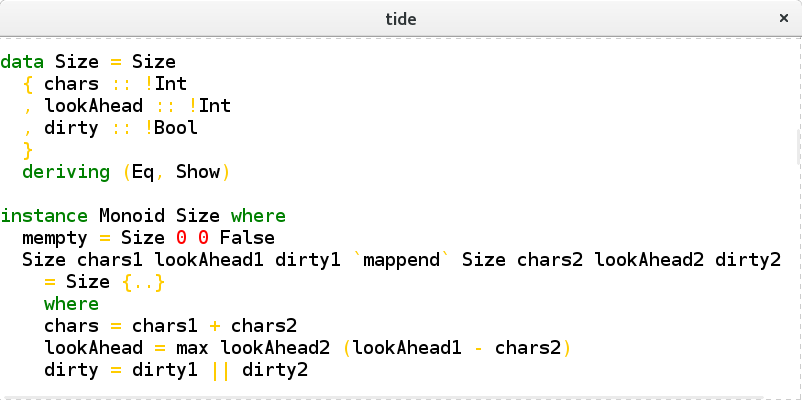 tide ×
data Size = Size
  { chars :: !Int
  , lookAhead :: !Int
  , dirty :: !Bool
  }
  deriving (Eq, Show)

instance Monoid Size where
  mempty = Size 0 0 False
  Size chars1 lookAhead1 dirty1 `mappend` Size chars2 lookAhead2 dirty2
    = Size {..}
    where
    chars = chars1 + chars2
    lookAhead = max lookAhead2 (lookAhead1 - chars2)
    dirty = dirty1 || dirty2